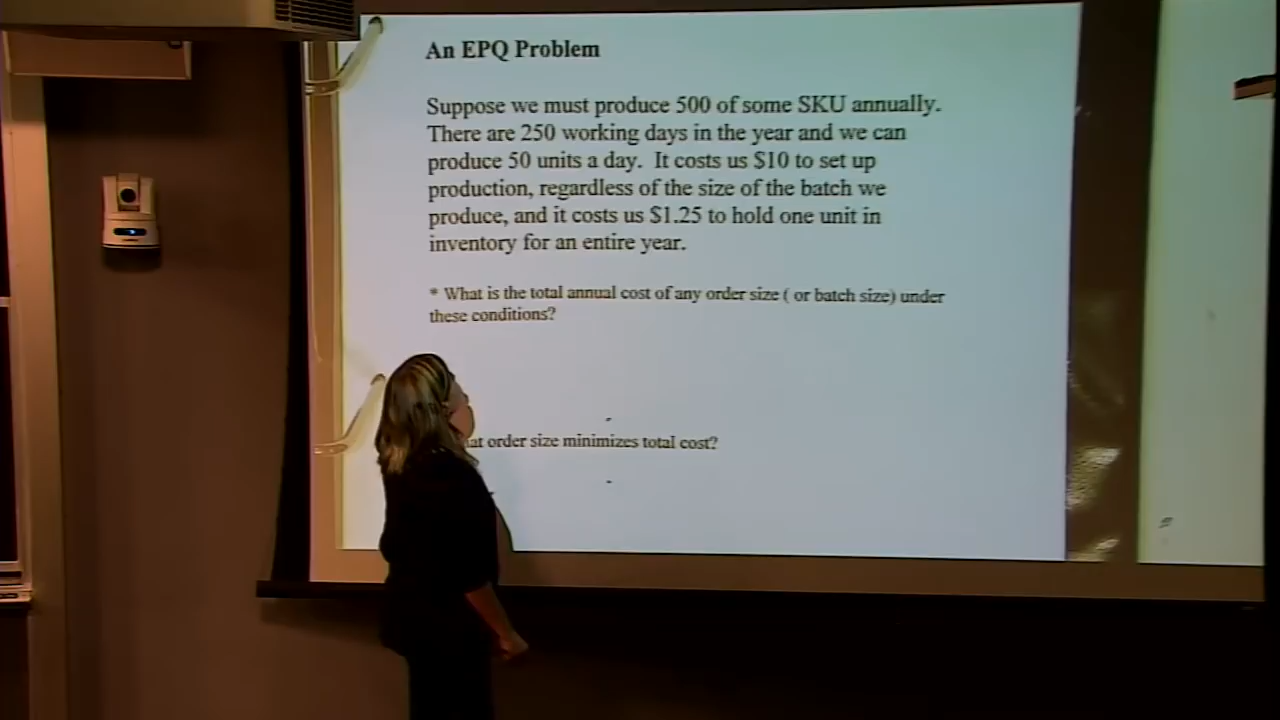 An EPQ Problem
Suppose we must produce 500 of some SKU annually.
There are 250 working days in the year and we can
produce 50 units a day. It costs us $10 to set up
production, regardless of the size of the batch we
produce, and it costs us $1.25 to hold one unit in
inventory for an entire year.
* What is the total annual cost of any order size ( or batch size) under
these conditions?
order size minimizes total cost?